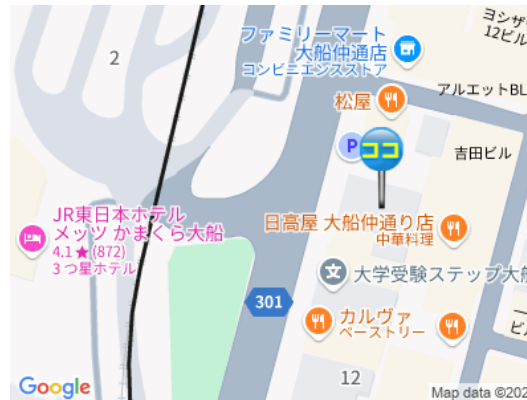 ヨシザ
12ビル
ファミリーマート
大船仲通店
コンビニエンスストア
2
アルエットBL
松屋
P
ココ
吉田ビル
JR東日本ホテル
メッツ かまくら大船
4.1★(872)
3 つ星ホテル
日高屋 大船仲通り店
中華料理
文
大学受験ステップ大船
301
カルヴァ
ペーストリー
12
Google
Map data ©202